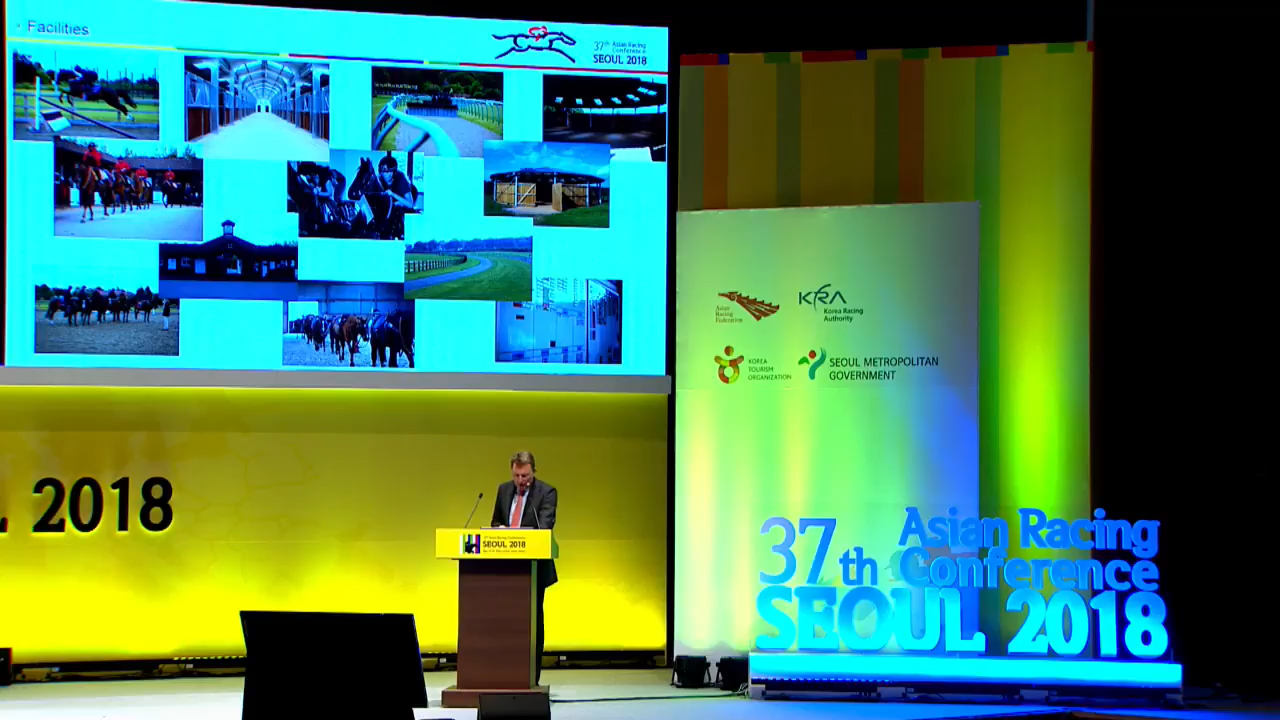 Facilities
37th Asian Racing
Conference
SEOUL 2018
Asian
Racing
Federation
KRA
Korea Racing
Authority
KOREA
TOURISM
ORGANIZATION
SEOUL METROPOLITAN
GOVERNMENT
2018
SEOUL 2018
37th Asian Racing
Conference
SEOUL 2018